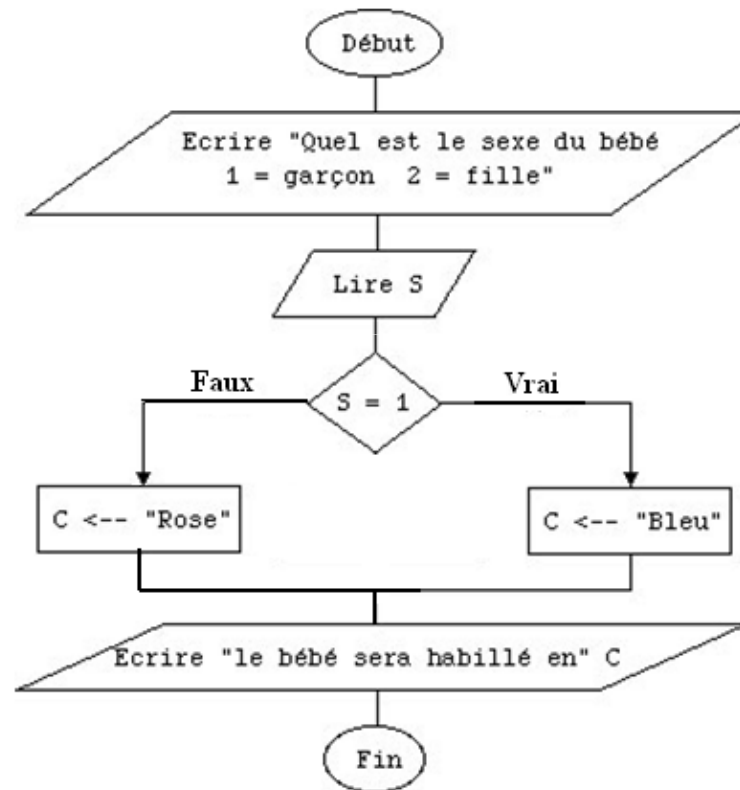 Début
Ecrire "Quel est le sexe du bébé
1 = garçon 2 = fille"
Lire S
Faux
S = 1
Vrai
C <-- "Rose"
C <-- "Bleu"
Ecrire "le bébé sera habillé en" C
Fin